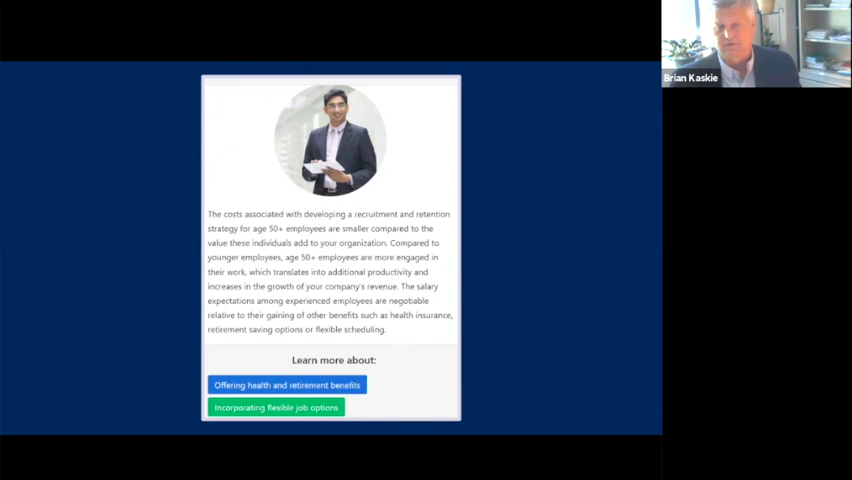 Brian Kaskie
The costs associated with developing a recruitment and retention
strategy for age 50+ employees are smaller compared to the
value these individuals add to your organization. Compared to
younger employees, age 50+ employees are more engaged in
their work, which translates into additional productivity and
increases in the growth of your company's revenue. The salary
expectations among experienced employees are negotiable
relative to their gaining of other benefits such as health insurance,
retirement saving options or flexible scheduling.
Learn more about:
Offering health and retirement benefits
Incorporating flexible job options